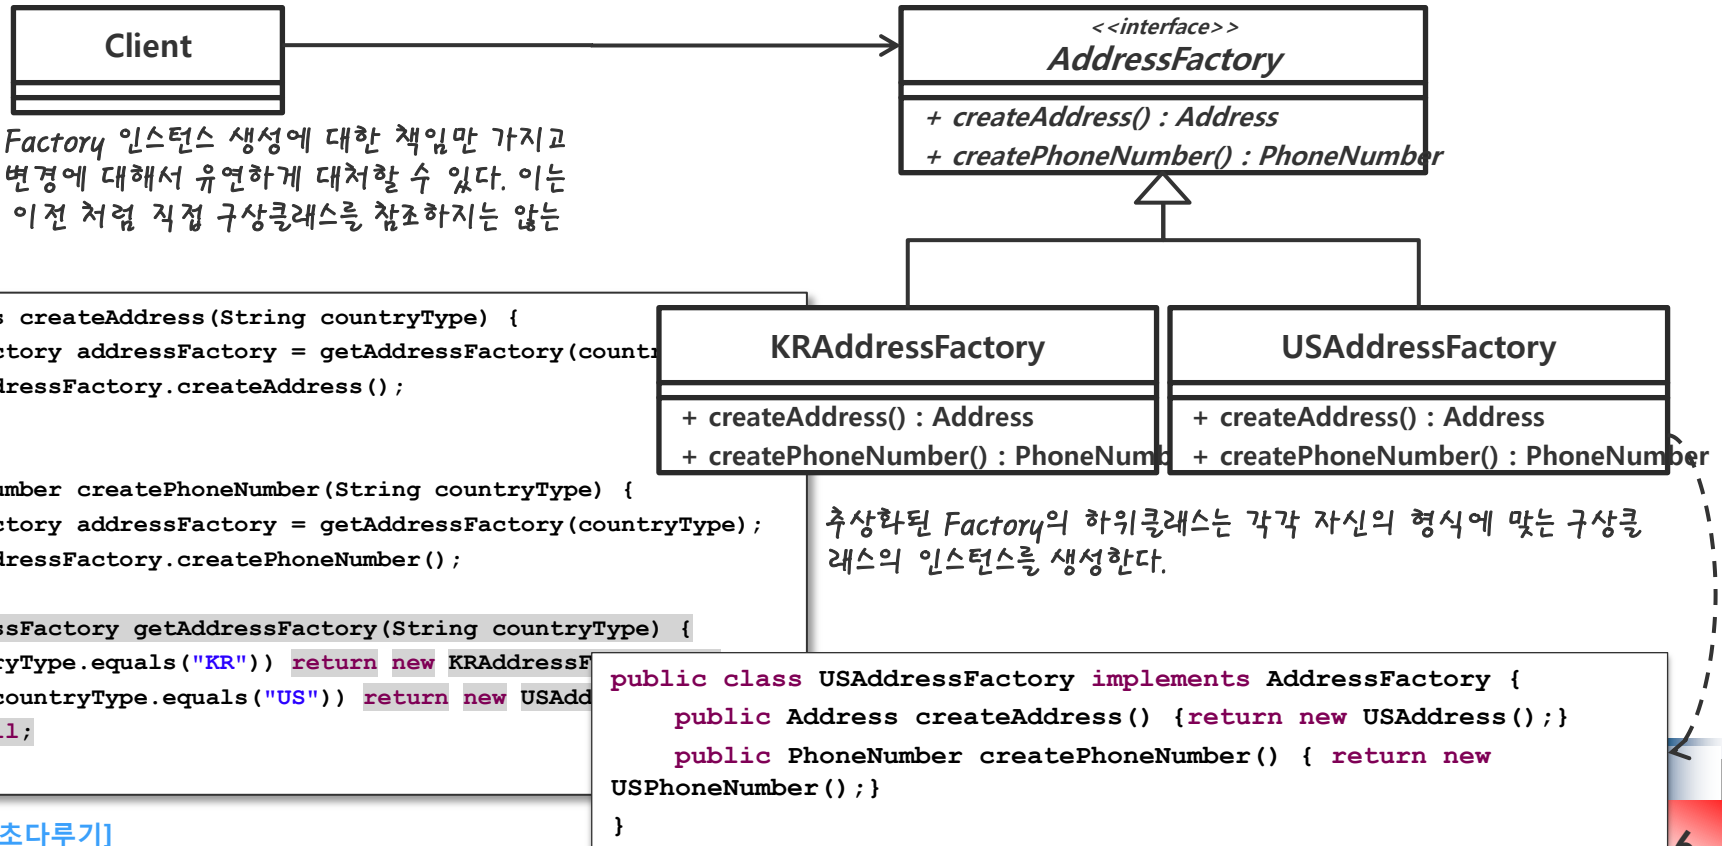 Client
<<interface>>
AddressFactory
+ createAddress() : Address
+ createPhoneNumber() : PhoneNumber
Factory 인스턴스 생성에 대한 책임만 가지고
변경에 대해서 유연하게 대처할 수 있다. 이는
이전 처럼 직접 구상클래스를 참조하지는 않는
s createAddress(String countryType) {
ctory addressFactory = getAddressFactory(countr
dressFactory.createAddress();
umber createPhoneNumber(String countryType) {
ctory addressFactory = getAddressFactory(countryType);
dressFactory.createPhoneNumber();
ssFactory getAddressFactory(String countryType) {
ryType.equals("KR")) return new KRAddressF
countryType.equals("US")) return new USAdd
ll;
KRAddressFactory
+ createAddress() : Address
+ createPhoneNumber() : PhoneNumb
USAddressFactory
+ createAddress() : Address
+ createPhoneNumber() : PhoneNumber
추상화된 Factory의 하위클래스는 각각 자신의 형식에 맞는 구상클
래스의 인스턴스를 생성한다.
public class USAddressFactory implements AddressFactory {
public Address createAddress() {return new USAddress();}
public PhoneNumber createPhoneNumber() { return new
USPhoneNumber();}
}
초다루기]